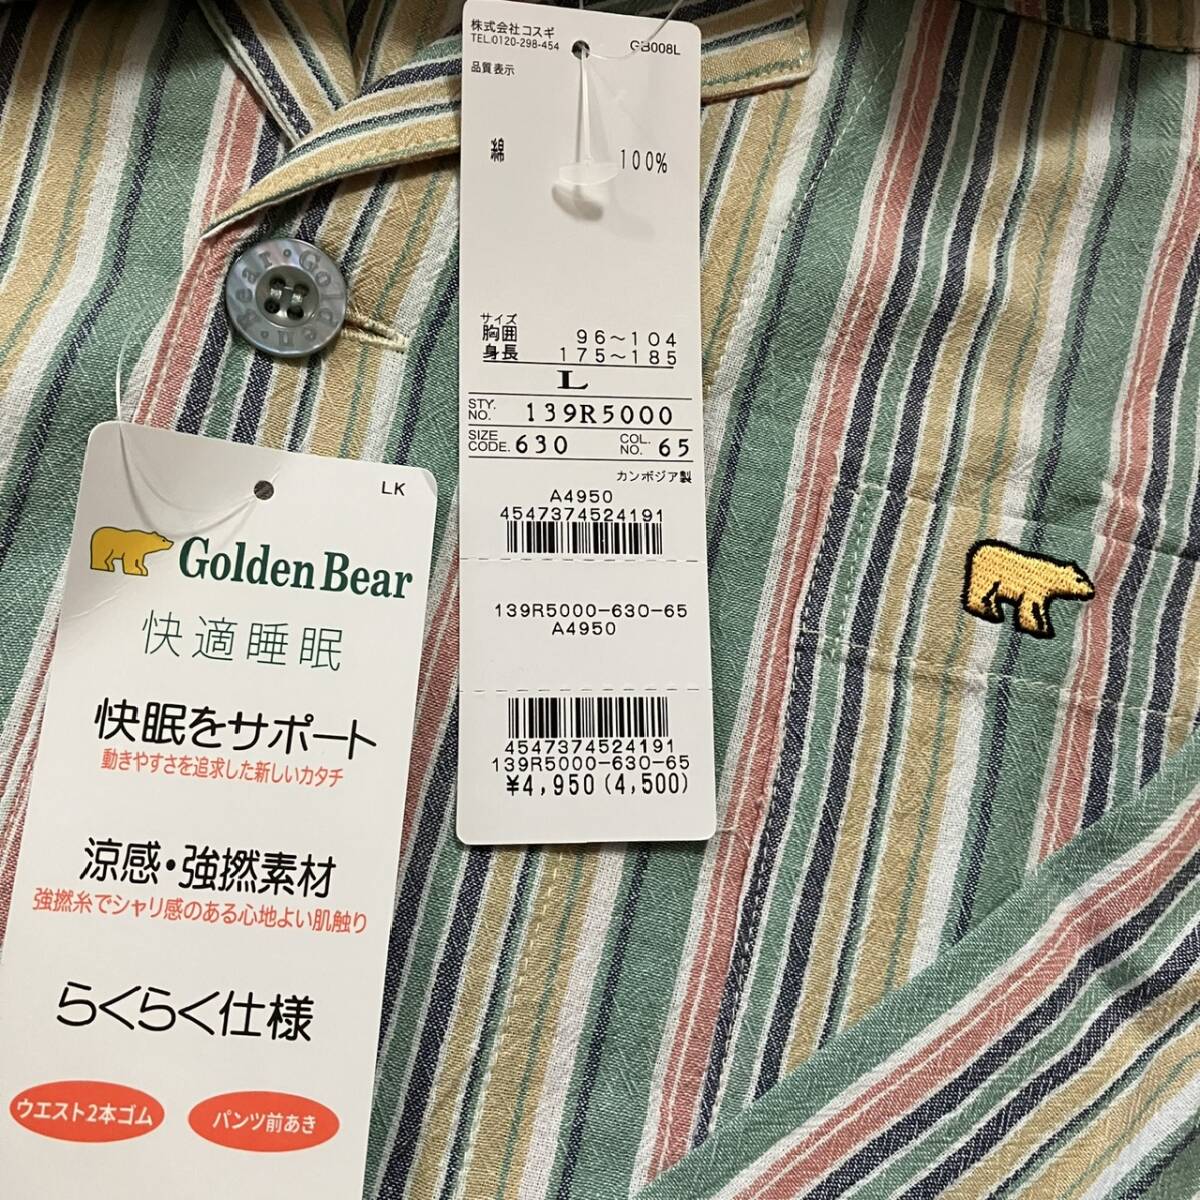 株式会社コスギ
TEL.0120-298-454
GB008L
品質表示
綿 100%
サイズ
胸囲 96~104
身長 175~185
L
STY. NO. 139R5000
SIZE CODE. 630 COL. NO. 65
カンボジア製
A4950
4547374524191
139R5000-630-65
A4950
4547374524191
139R5000-630-65
¥4,950(4,500)
Golden Bear
LK
Golden Bear
快適睡眠
快眠をサポート
動きやすさを追求した新しいカタチ
涼感・強撚素材
強撚糸でシャリ感のある心地よい肌触り
らくらく仕様
ウエスト2本ゴム
パンツ前あき